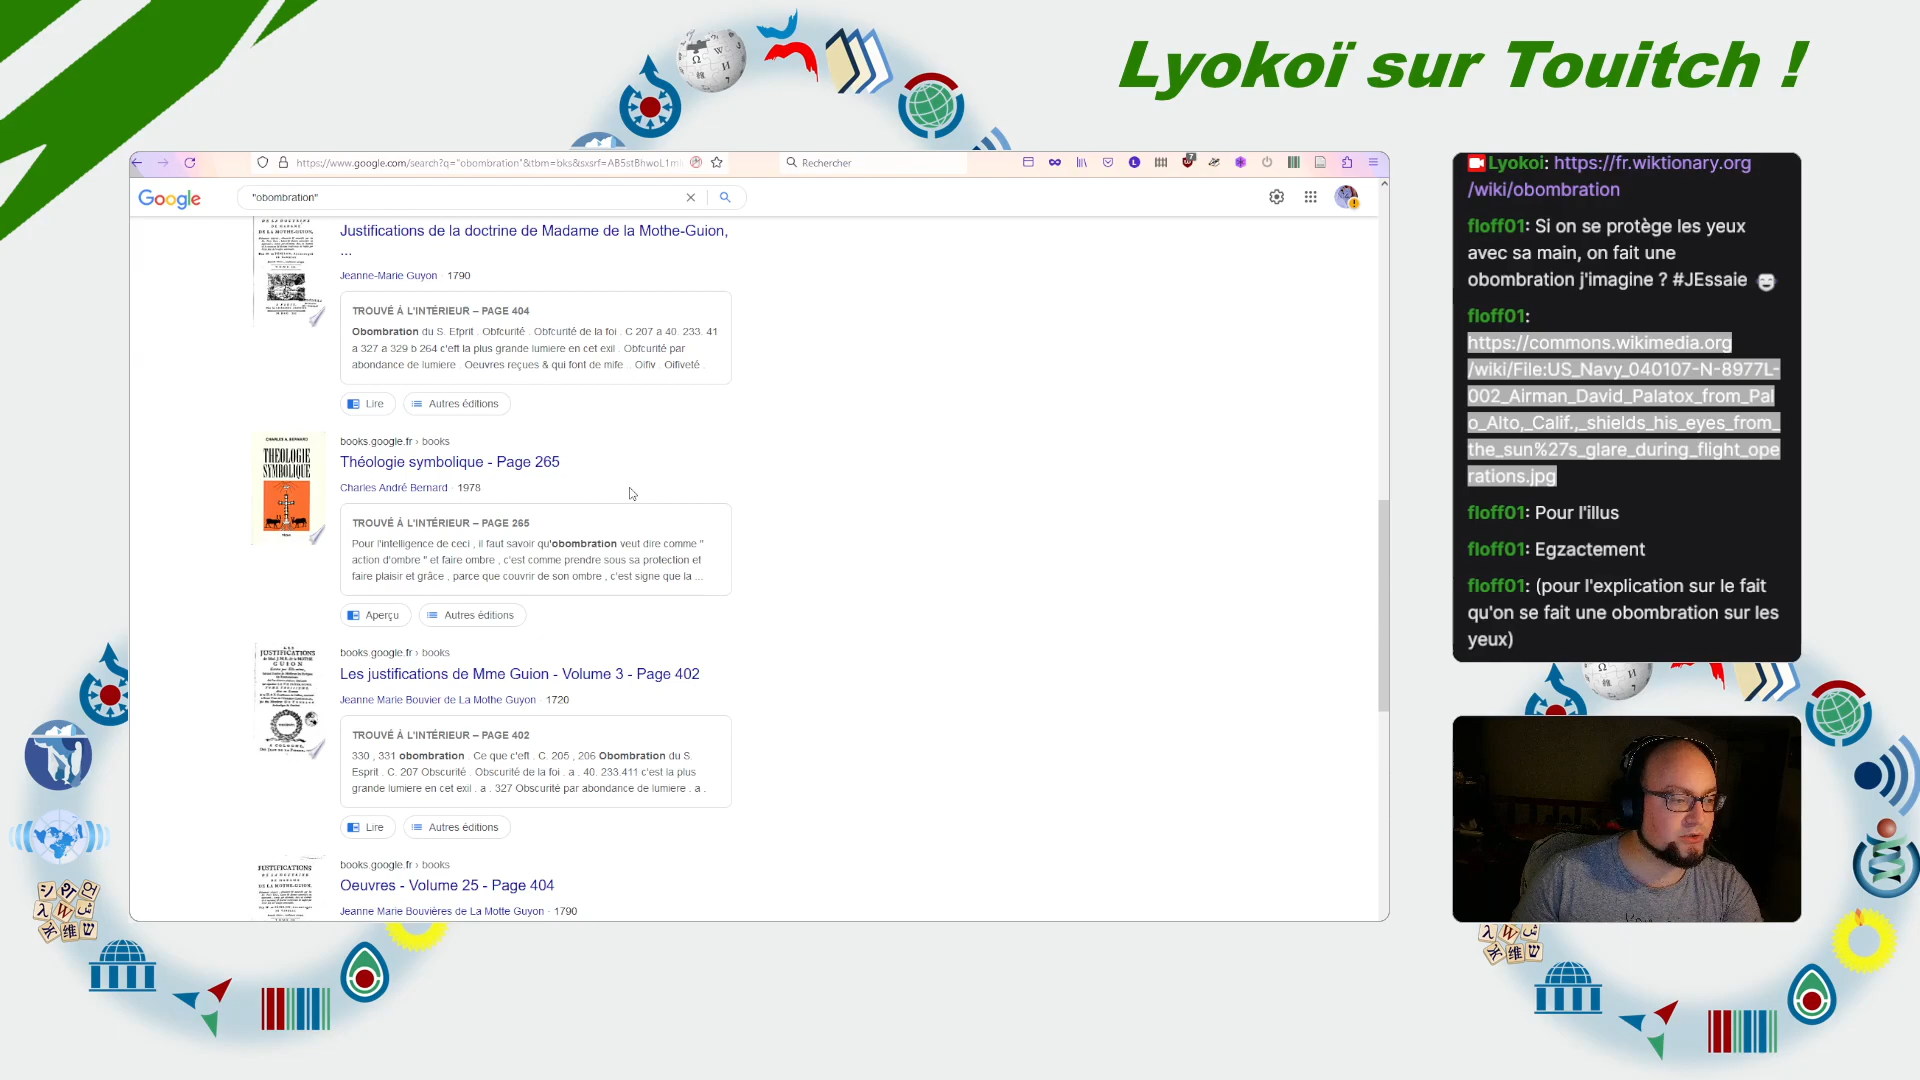 Lyokoï sur Touitch !
https://www.google.com/search?q="obombration"&tbm=bks&sxsrf=AB5stBhwoL1ml
Rechercher
Google
"obombration"
DE MADAME
DE LA MOTHE-GUION,
Justifications de la doctrine de Madame de la Mothe-Guion,
...
Jeanne-Marie Guyon · 1790
TROUVÉ À L'INTÉRIEUR – PAGE 404
Obombration du S. Efprit . Obfcurité . Obfcurité de la foi . C 207 a 40. 233. 41
a 327 a 329 b 264 c'eft la plus grande lumiere en cet exil . Obfcurité par
abondance de lumiere . Oeuvres reçues & qui font de mife . . Oifiv . Oifiveté .
Lire
Autres éditions
CHARLES A. BERNARD
THÉOLOGIE
SYMBOLIQUE
books.google.fr › books
Théologie symbolique - Page 265
Charles André Bernard · 1978
TROUVÉ À L'INTÉRIEUR – PAGE 265
Pour l'intelligence de ceci , il faut savoir qu'obombration veut dire comme "
action d'ombre " et faire ombre , c'est comme prendre sous sa protection et
faire plaisir et grâce , parce que couvrir de son ombre , c'est signe que la ...
Aperçu
Autres éditions
JUSTIFICATIONS
GUION
books.google.fr › books
Les justifications de Mme Guion - Volume 3 - Page 402
Jeanne Marie Bouvier de La Mothe Guyon · 1720
TROUVÉ À L'INTÉRIEUR – PAGE 402
330 , 331 obombration . Ce que c'eft . C. 205 , 206 Obombration du S.
Esprit . C. 207 Obscurité . Obscurité de la foi . a . 40. 233.411 c'est la plus
grande lumiere en cet exil . a . 327 Obscurité par abondance de lumiere . a .
Lire
Autres éditions
JUSTIFICATIONS
books.google.fr › books
Oeuvres - Volume 25 - Page 404
Jeanne Marie Bouvières de La Motte Guyon · 1790
Lyokoi: https://fr.wiktionary.org
/wiki/obombration
floff01: Si on se protège les yeux
avec sa main, on fait une
obombration j'imagine ? #JEssaie
floff01:
https://commons.wikimedia.org
/wiki/File:US_Navy_040107-N-8977L-
002_Airman_David_Palatox_from_Pal
o_Alto,_Calif.,_shields_his_eyes_from_
the_sun%27s_glare_during_flight_ope
rations.jpg
floff01: Pour l'illus
floff01: Egzactement
floff01: (pour l'explication sur le fait
qu'on se fait une obombration sur les
yeux)